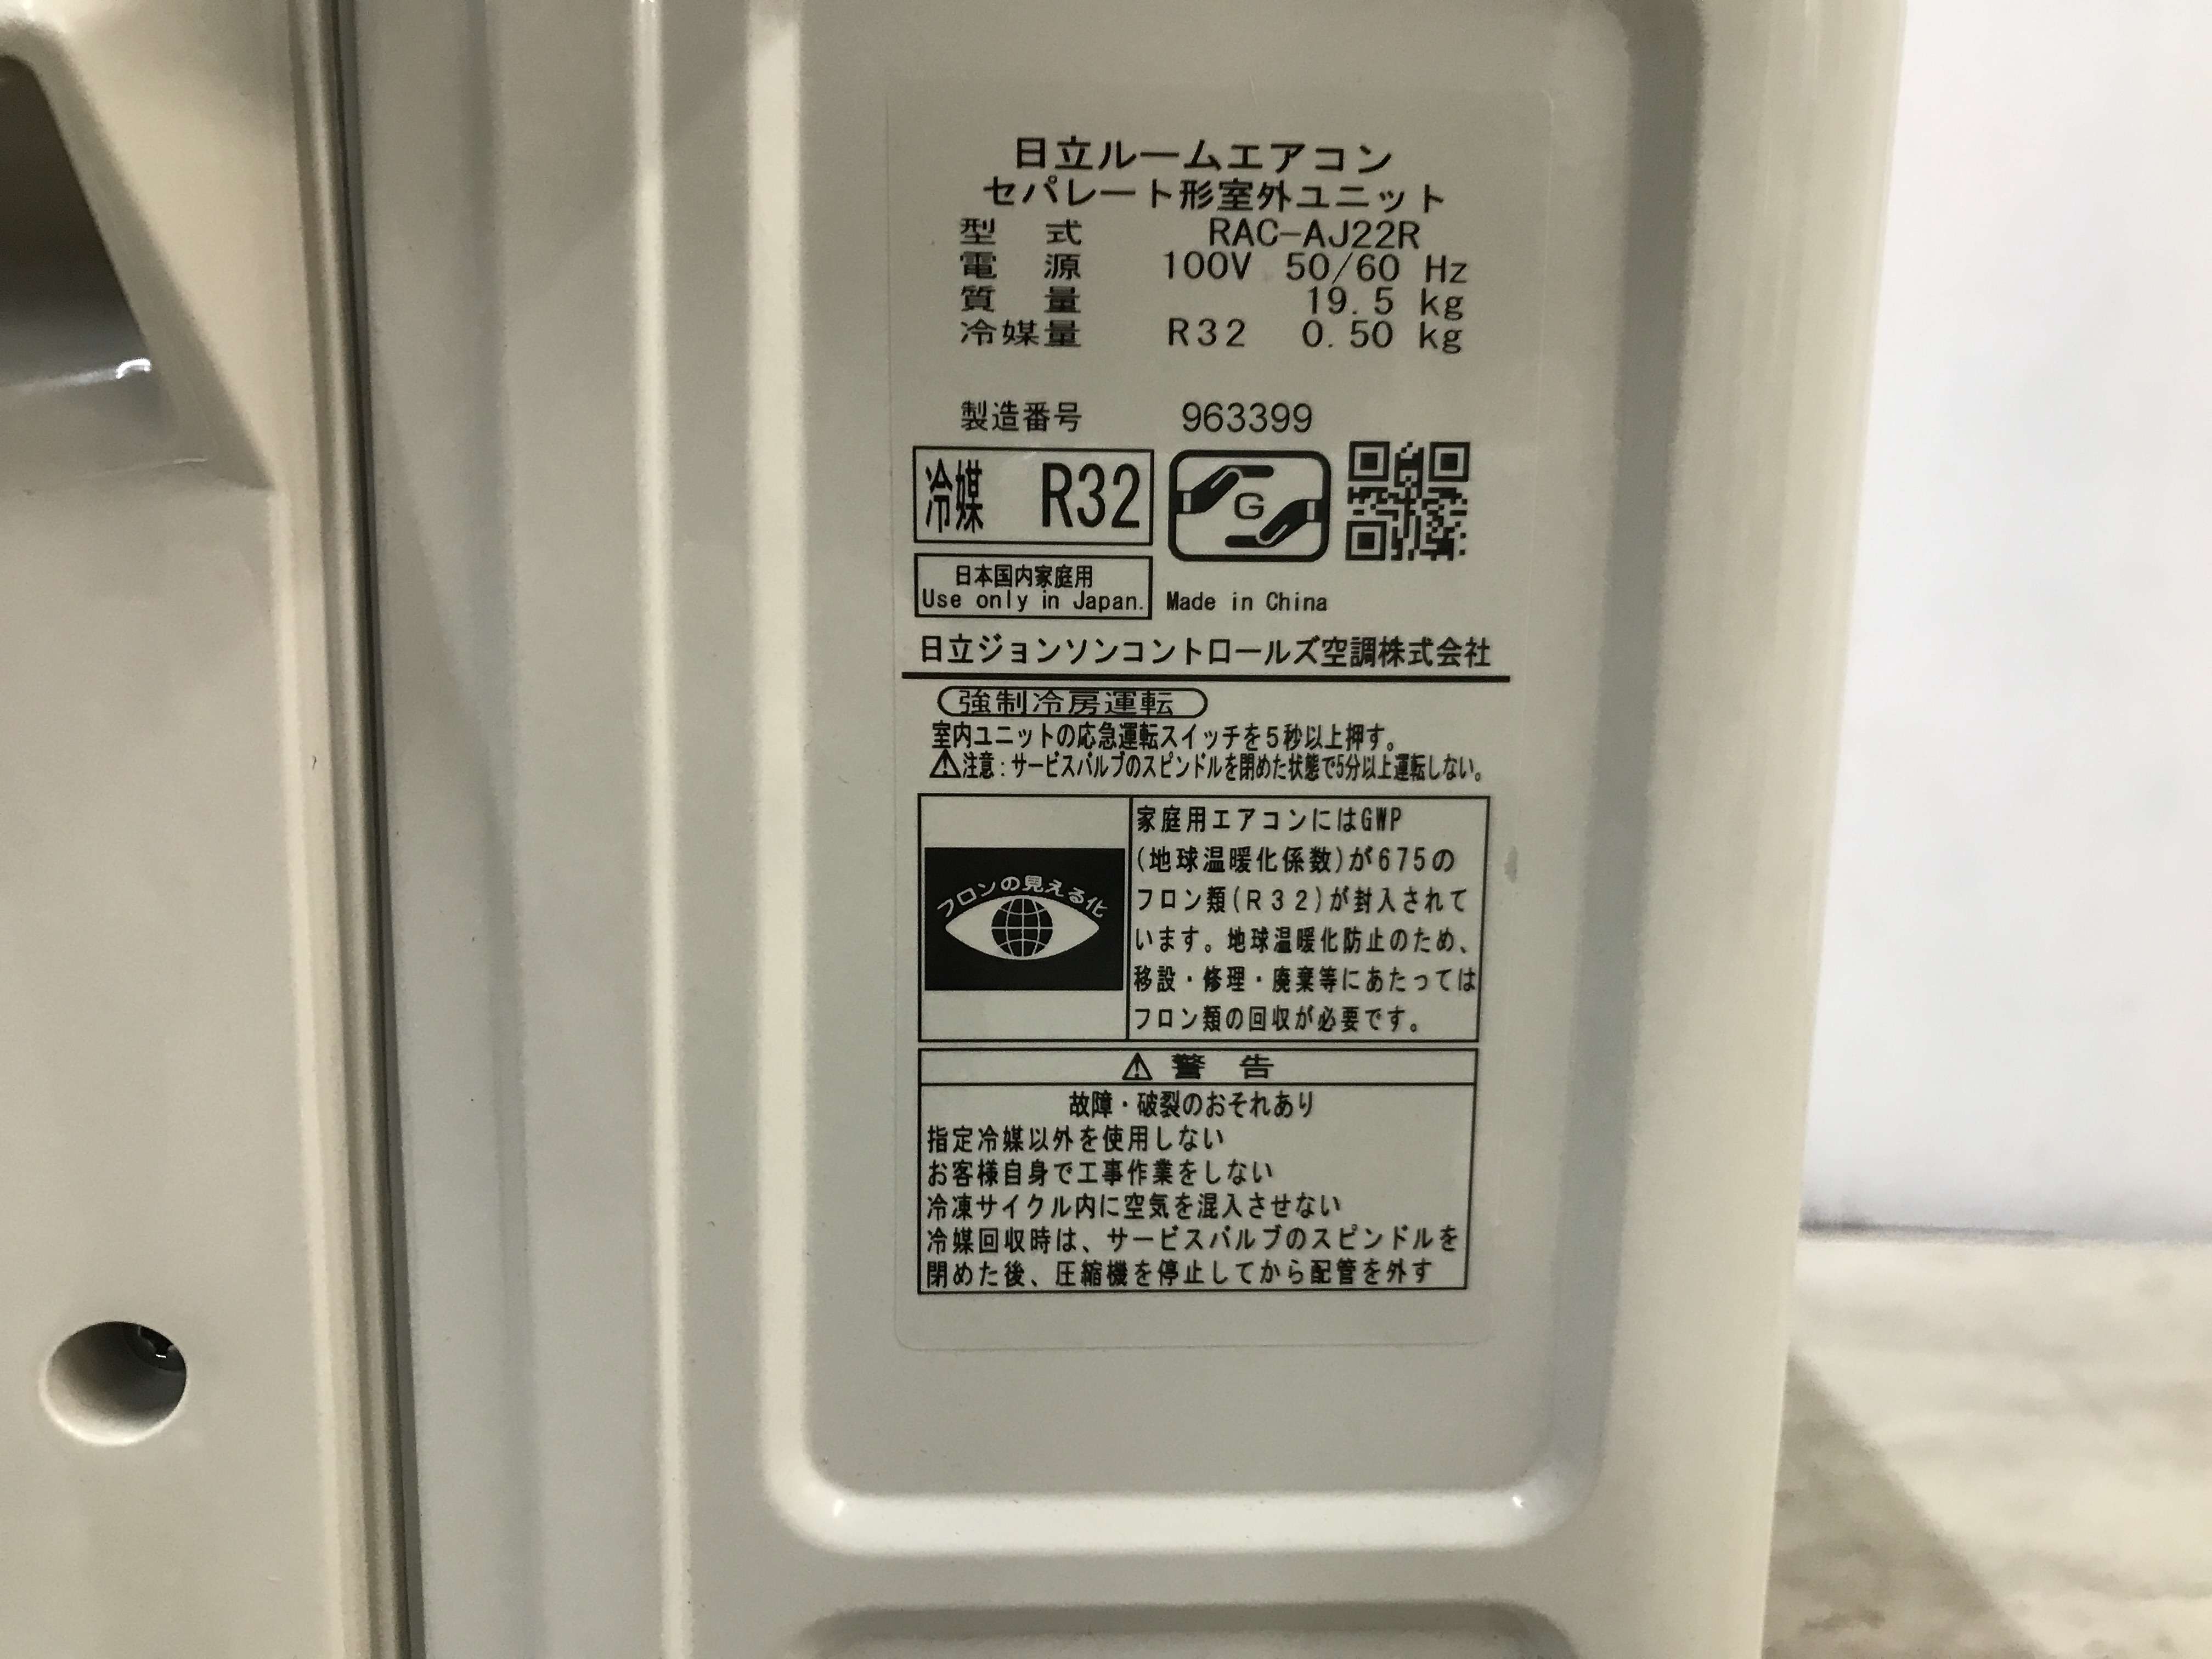 日立ルームエアコン
セパレート形室外ユニット
型 式 RAC-AJ22R
電 源 100V 50/60 Hz
質 量 19.5 kg
冷媒量 R32 0.50 kg
製造番号 963399
冷媒 R32
G
日本国内家庭用
Use only in Japan.
Made in China
日立ジョンソンコントロールズ空調株式会社
強制冷房運転
室内ユニットの応急運転スイッチを5秒以上押す。
⚠注意:サービスバルブのスピンドルを閉めた状態で5分以上運転しない。
フロンの見える化
家庭用エアコンにはGWP
(地球温暖化係数)が675の
フロン類(R32)が封入されて
います。地球温暖化防止のため、
移設・修理・廃棄等にあたっては
フロン類の回収が必要です。
⚠ 警 告
故障・破裂のおそれあり
指定冷媒以外を使用しない
お客様自身で工事作業をしない
冷凍サイクル内に空気を混入させない
冷媒回収時は、サービスバルブのスピンドルを
閉めた後、圧縮機を停止してから配管を外す